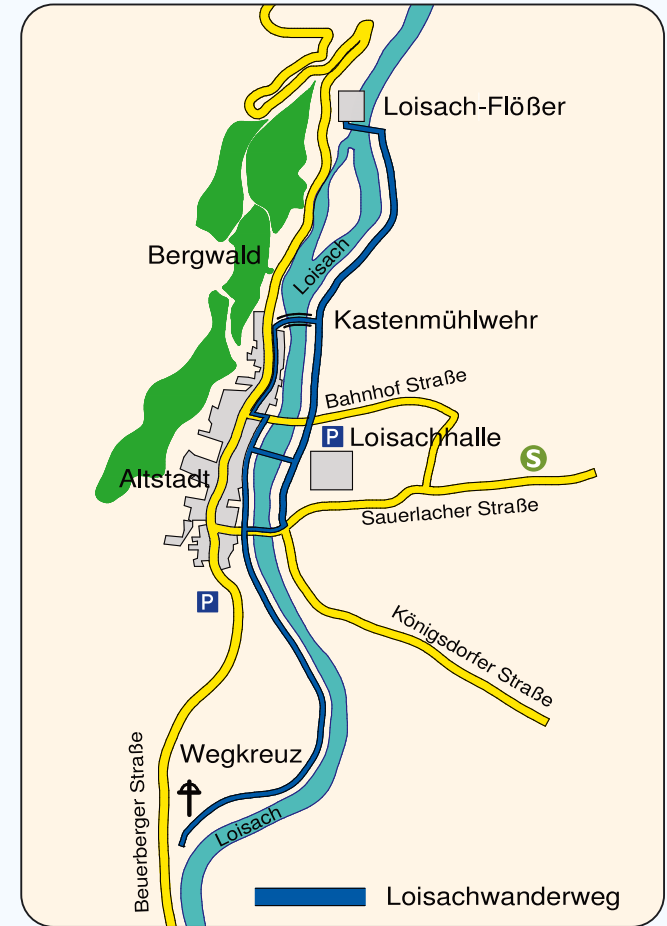 Loisach-Flößer
Bergwald
Loisach
Kastenmühlwehr
Bahnhof Straße
P Loisachhalle
S
Altstadt
Sauerlacher Straße
P
Königsdorfer Straße
Beuerberger Straße
Wegkreuz
Loisach
Loisachwanderweg